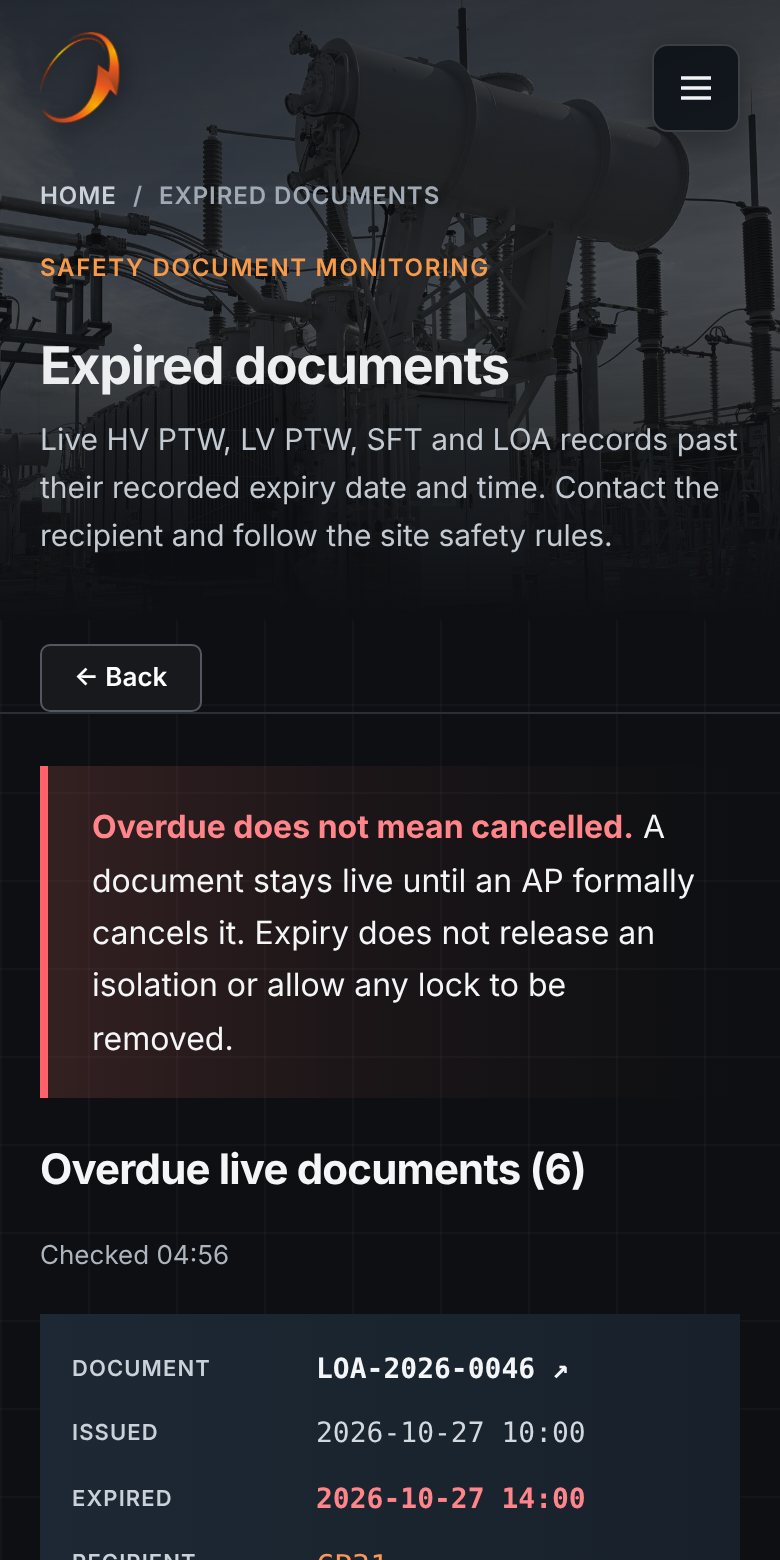 HOME / EXPIRED DOCUMENTS
SAFETY DOCUMENT MONITORING
Expired documents
Live HV PTW, LV PTW, SFT and LOA records past
their recorded expiry date and time. Contact the
recipient and follow the site safety rules.
← Back
Overdue does not mean cancelled. A
document stays live until an AP formally
cancels it. Expiry does not release an
isolation or allow any lock to be
removed.
Overdue live documents (6)
Checked 04:56
DOCUMENT LOA-2026-0046 ↗
ISSUED 2026-10-27 10:00
EXPIRED 2026-10-27 14:00
RECIPIENT